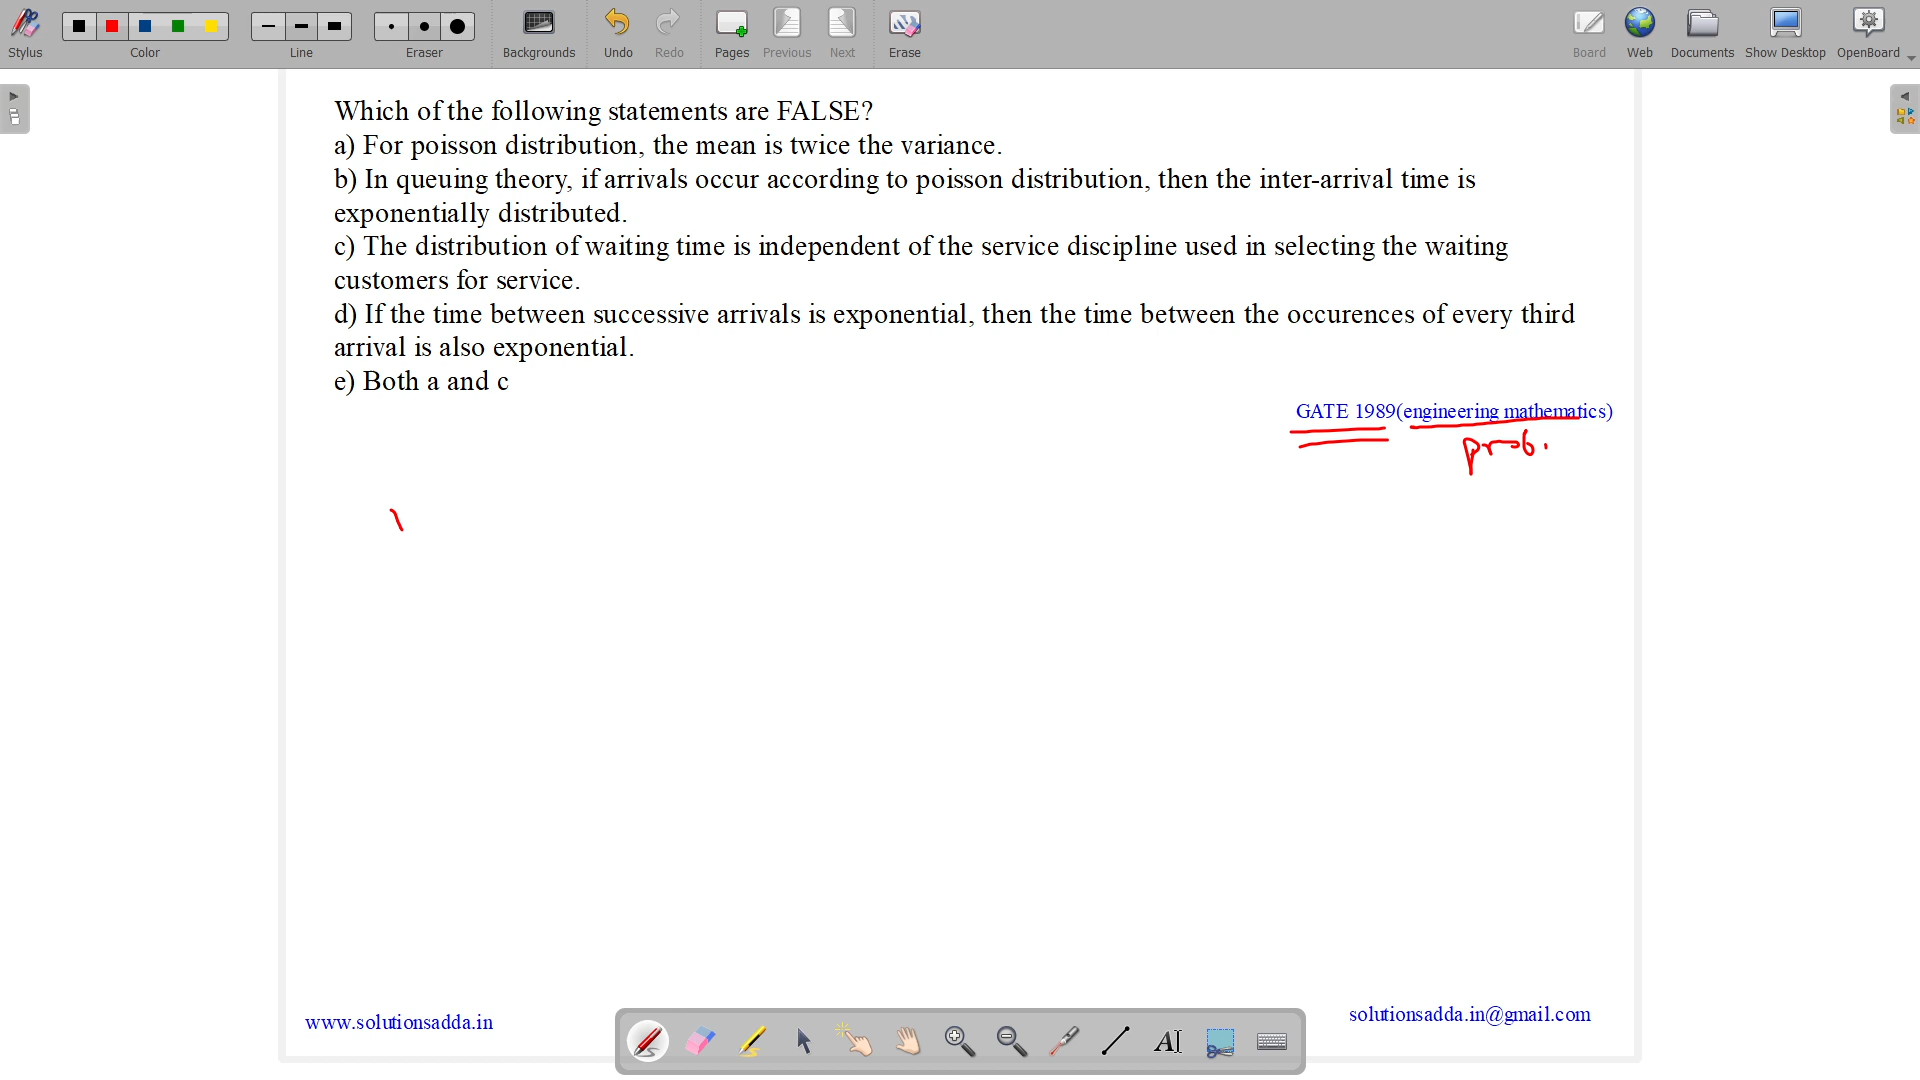 Stylus Color Line Eraser Backgrounds Undo Redo Pages Previous Next Erase Board Web Documents Show Desktop OpenBoard
Which of the following statements are FALSE?
a) For poisson distribution, the mean is twice the variance.
b) In queuing theory, if arrivals occur according to poisson distribution, then the inter-arrival time is
exponentially distributed.
c) The distribution of waiting time is independent of the service discipline used in selecting the waiting
customers for service.
d) If the time between successive arrivals is exponential, then the time between the occurences of every third
arrival is also exponential.
e) Both a and c
GATE 1989(engineering mathematics)
prob.
www.solutionsadda.in
solutionsadda.in@gmail.com